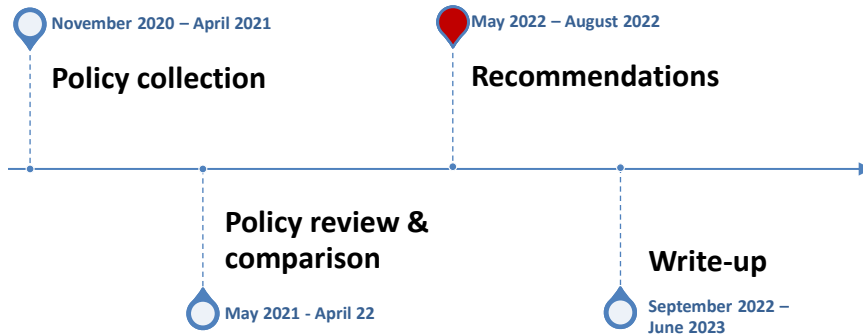 November 2020 – April 2021
Policy collection
May 2022 – August 2022
Recommendations
Policy review &
comparison
May 2021 - April 22
Write-up
September 2022 –
June 2023